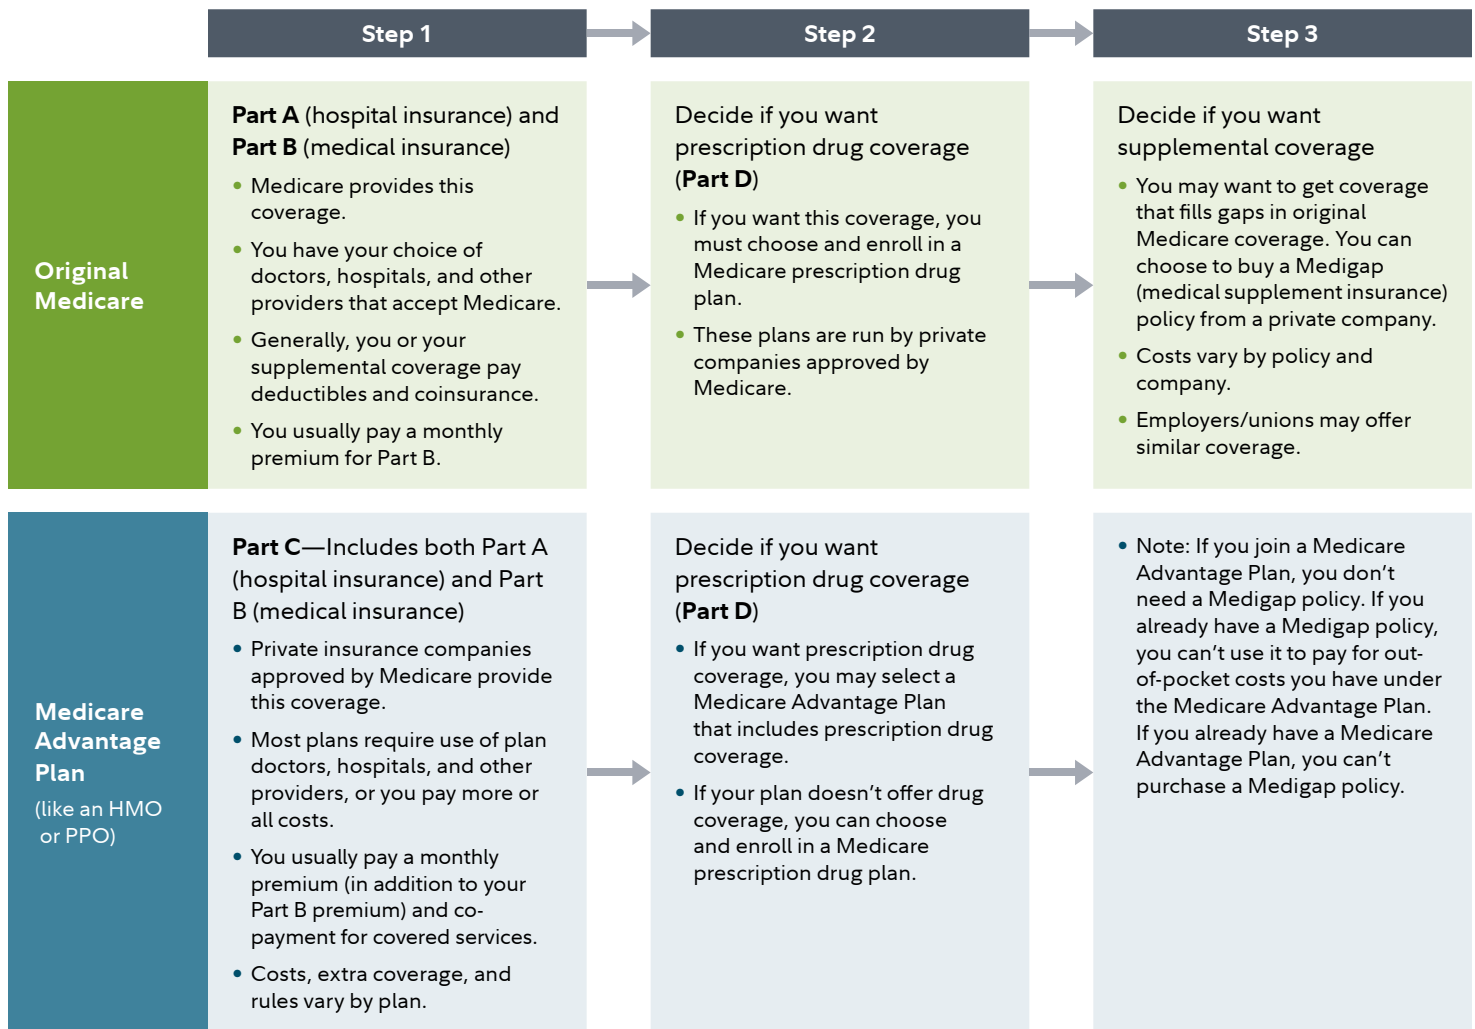 Step 1
Step 2
Step 3
Original
Medicare
Part A (hospital insurance) and
Part B (medical insurance)
• Medicare provides this
coverage.
• You have your choice of
doctors, hospitals, and other
providers that accept Medicare.
• Generally, you or your
supplemental coverage pay
deductibles and coinsurance.
• You usually pay a monthly
premium for Part B.
Decide if you want
prescription drug coverage
(Part D)
• If you want this coverage, you
must choose and enroll in a
Medicare prescription drug
plan.
• These plans are run by private
companies approved by
Medicare.
Decide if you want
supplemental coverage
• You may want to get coverage
that fills gaps in original
Medicare coverage. You can
choose to buy a Medigap
(medical supplement insurance)
policy from a private company.
• Costs vary by policy and
company.
• Employers/unions may offer
similar coverage.
Medicare
Advantage
Plan
(like an HMO
or PPO)
Part C—Includes both Part A
(hospital insurance) and Part
B (medical insurance)
• Private insurance companies
approved by Medicare provide
this coverage.
• Most plans require use of plan
doctors, hospitals, and other
providers, or you pay more or
all costs.
• You usually pay a monthly
premium (in addition to your
Part B premium) and co-
payment for covered services.
• Costs, extra coverage, and
rules vary by plan.
Decide if you want
prescription drug coverage
(Part D)
• If you want prescription drug
coverage, you may select a
Medicare Advantage Plan
that includes prescription drug
coverage.
• If your plan doesn’t offer drug
coverage, you can choose
and enroll in a Medicare
prescription drug plan.
• Note: If you join a Medicare
Advantage Plan, you don’t
need a Medigap policy. If you
already have a Medigap policy,
you can’t use it to pay for out-
of-pocket costs you have under
the Medicare Advantage Plan.
If you already have a Medicare
Advantage Plan, you can’t
purchase a Medigap policy.